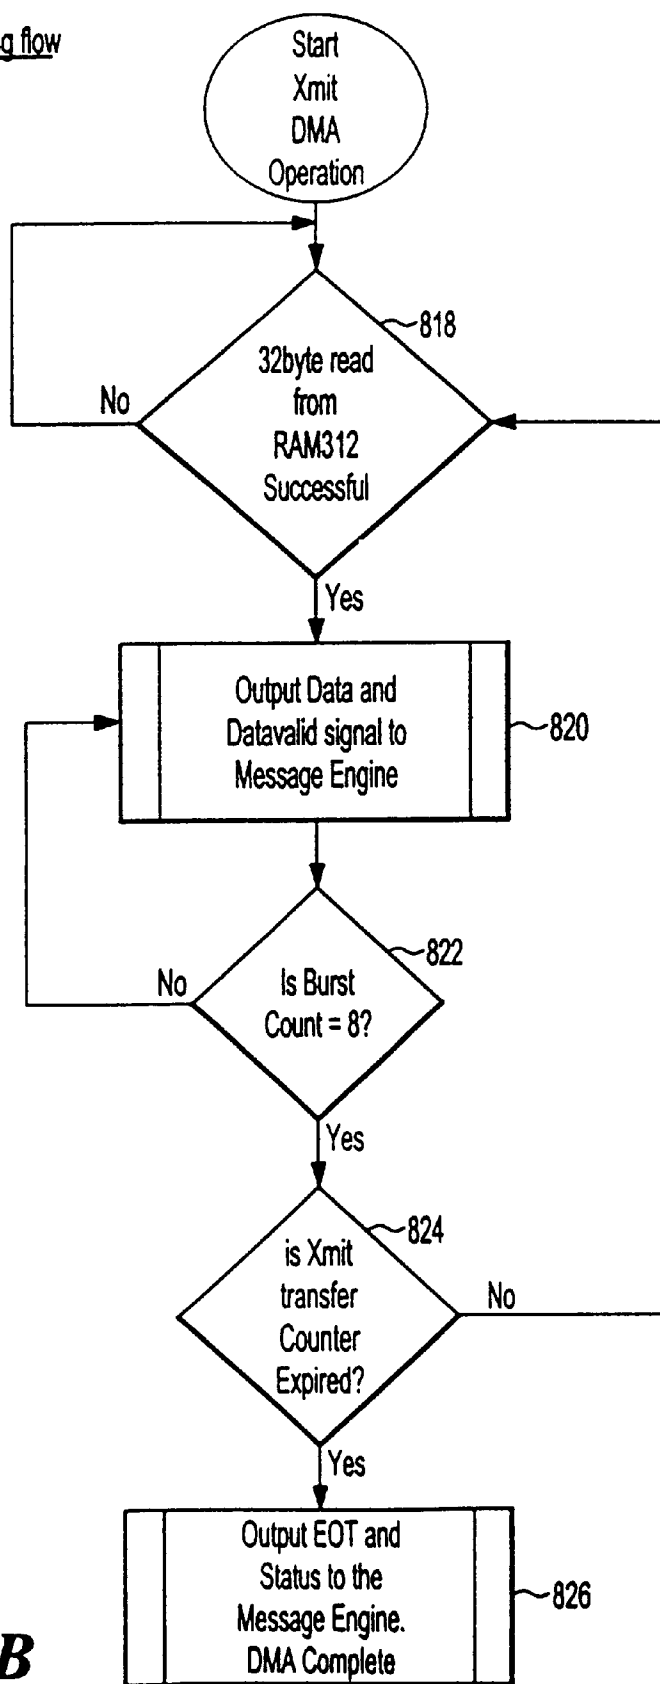 flow
Start
Xmit
DMA
Operation
818
32byte read
from
RAM312
Successful
No
Yes
Output Data and
Datavalid signal to
Message Engine
820
822
Is Burst
Count = 8?
No
Yes
824
is Xmit
transfer
Counter
Expired?
No
Yes
Output EOT and
Status to the
Message Engine.
DMA Complete
826
B